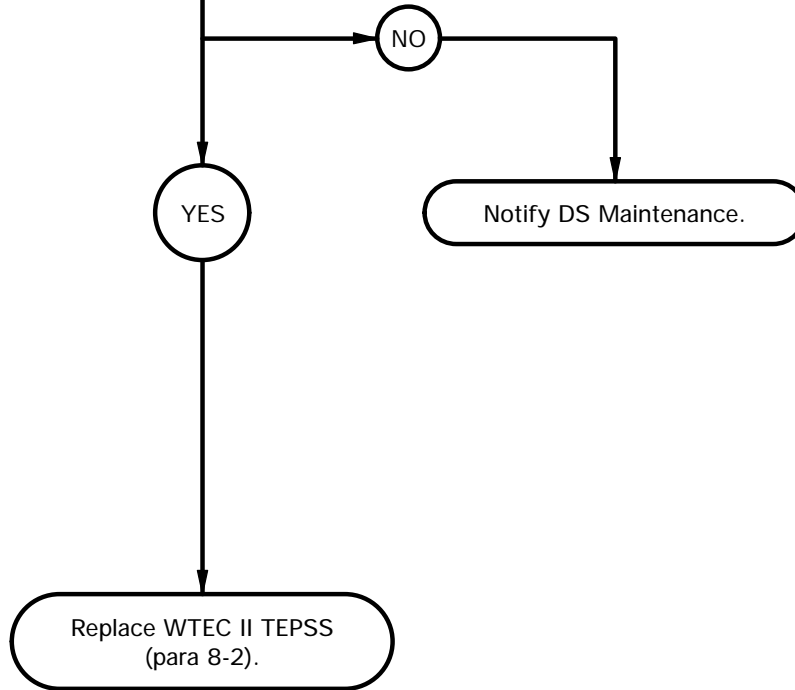 NO
YES
Notify DS Maintenance.
Replace WTEC II TEPSS
(para 8-2).